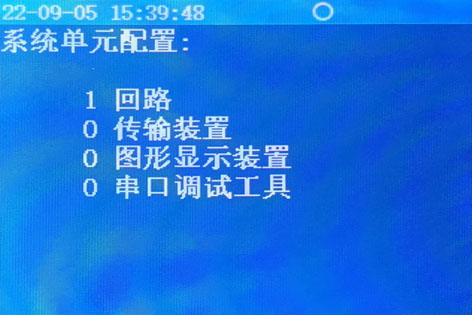 22-09-05 15:39:48
系统单元配置:
1 回路
0 传输装置
0 图形显示装置
0 串口调试工具